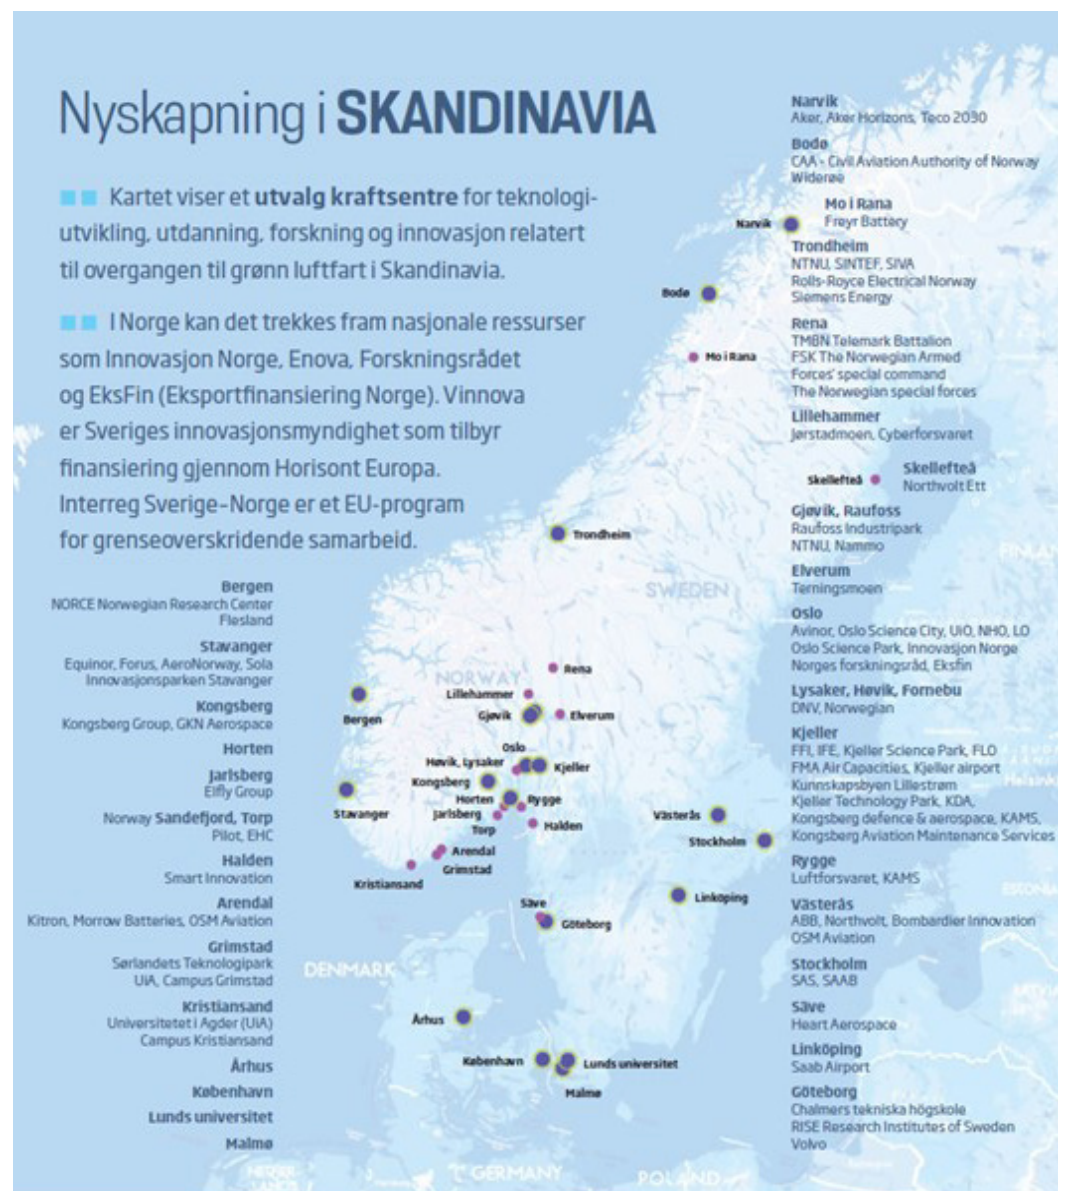 Nyskapning i SKANDINAVIA
Kartet viser et utvalg kraftsentre for teknologi-
utvikling, utdanning, forskning og innovasjon relatert
til overgangen til grønn luftfart i Skandinavia.
I Norge kan det trekkes fram nasjonale ressurser
som Innovasjon Norge, Enova, Forskningsrådet
og EksFin (Eksportfinansiering Norge). Vinnova
er Sveriges innovasjonsmyndighet som tilbyr
finansiering gjennom Horisont Europa.
Interreg Sverige–Norge er et EU-program
for grenseoverskridende samarbeid.
Bergen
NORCE Norwegian Research Center
Flesland
Stavanger
Equinor, Forus, AeroNorway, Sola
Innovasjonsparken Stavanger
Kongsberg
Kongsberg Group, GKN Aerospace
Horten
Jarlsberg
Elfly Group
Norway Sandefjord, Torp
Pilot, EHC
Halden
Smart Innovation
Arendal
Kitron, Morrow Batteries, OSM Aviation
Grimstad
Sørlandets Teknologipark
UiA, Campus Grimstad
Kristiansand
Universitetet i Agder (UiA)
Campus Kristiansand
Århus
København
Lunds universitet
Malmø
Narvik
Aker, Aker Horizons, Teco 2030
Bodø
CAA - Civil Aviation Authority of Norway
Widerøe
Mo i Rana
Freyr Battery
Trondheim
NTNU, SINTEF, SIVA
Rolls-Royce Electrical Norway
Siemens Energy
Rena
TMBN Telemark Battalion
FSK The Norwegian Armed
Forces' special command
The Norwegian special forces
Lillehammer
Jørstadmoen, Cyberforsvaret
Skellefteå
Northvolt Ett
Gjøvik, Raufoss
Raufoss Industripark
NTNU, Nammo
Elverum
Terningsmoen
Oslo
Avinor, Oslo Science City, UiO, NHO, LO
Oslo Science Park, Innovasjon Norge
Norges forskningsråd, Eksfin
Lysaker, Høvik, Fornebu
DNV, Norwegian
Kjeller
FFI, IFE, Kjeller Science Park, FLO
FMA Air Capacities, Kjeller airport
Kunnskapsbyen Lillestrøm
Kjeller Technology Park, KDA,
Kongsberg defence & aerospace, KAMS,
Kongsberg Aviation Maintenance Services
Rygge
Luftforsvaret, KAMS
Västerås
ABB, Northvolt, Bombardier Innovation
OSM Aviation
Stockholm
SAS, SAAB
Säve
Heart Aerospace
Linköping
Saab Airport
Göteborg
Chalmers tekniska högskole
RISE Research Institutes of Sweden
Volvo
Narvik
Bodø
Mo i Rana
Skellefteå
Trondheim
SWEDEN
FINLAN
NORWAY
Rena
Lillehammer
Bergen
Gjøvik
Elverum
Oslo
Høvik, Lysaker
Kjeller
Kongsberg
Helsink
Horten
Rygge
Stavanger
Jarlsberg
Torp
Halden
Västerås
Stockholm
Arendal
Grimstad
Kristiansand
ESTONIA
Linköping
Säve
Göteborg
DENMARK
LATVIA
Århus
København
Lunds universitet
Malmø
GERMANY
POLAND